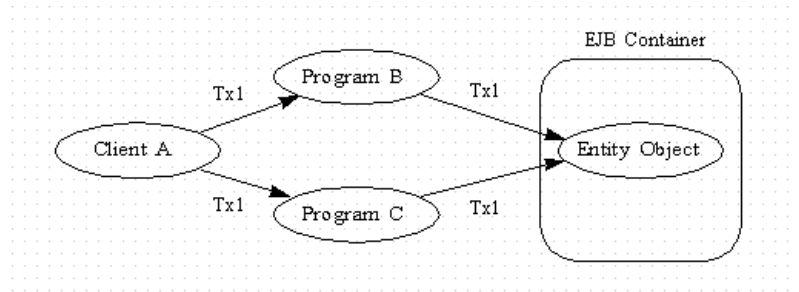 EJB Container
Program B
Tx1
Tx1
Client A
Entity Object
Tx1
Program C
Tx1